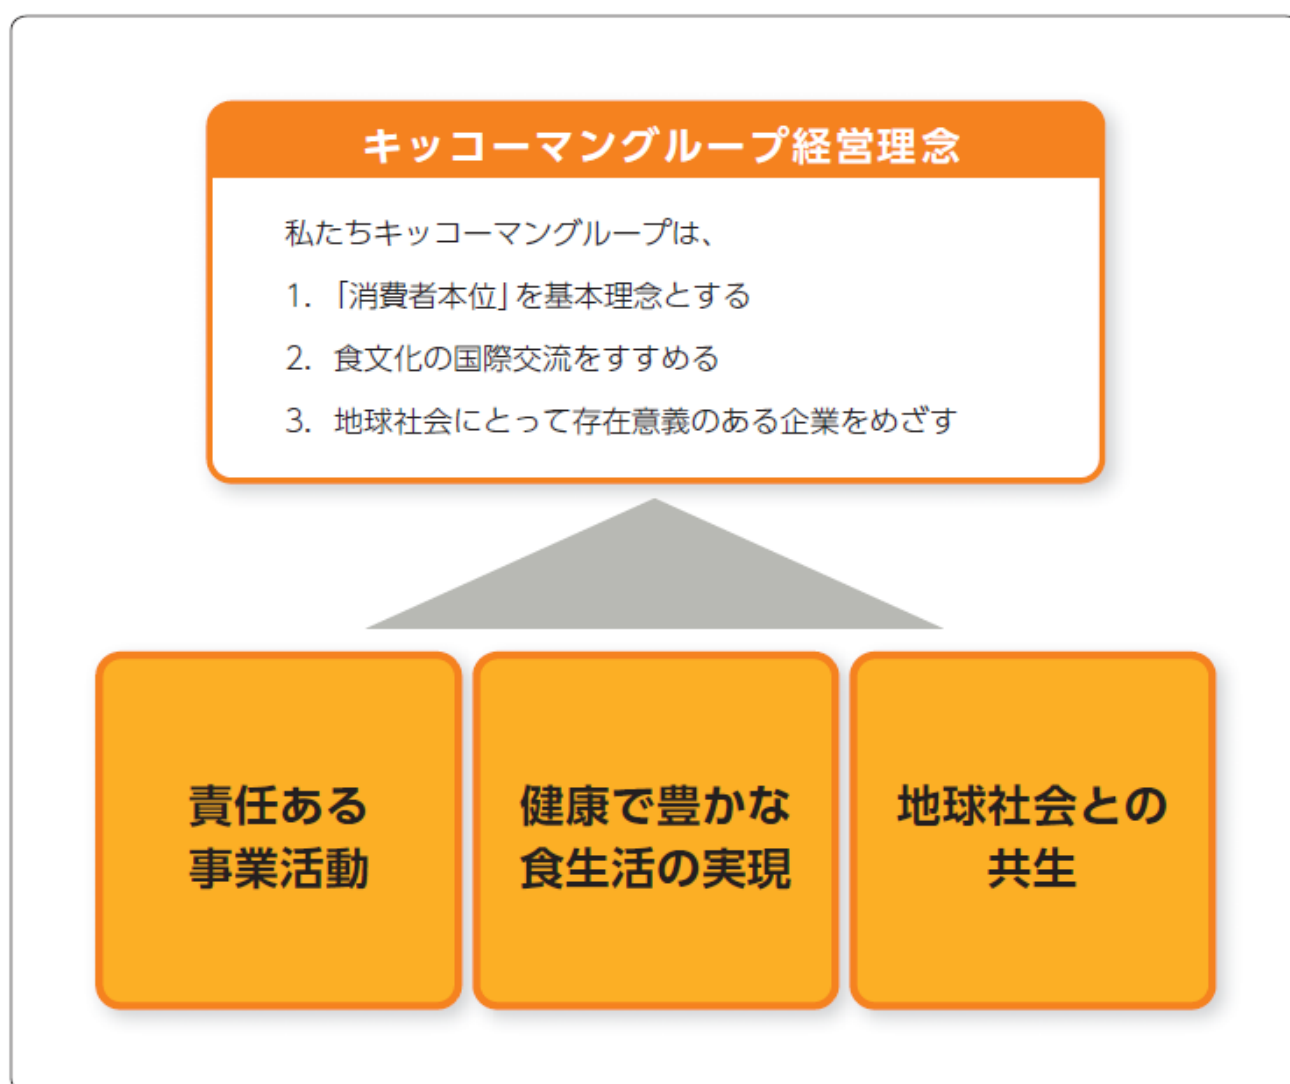 キッコーマングループ経営理念
私たちキッコーマングループは、
1. 「消費者本位」を基本理念とする
2. 食文化の国際交流をすすめる
3. 地球社会にとって存在意義のある企業をめざす
責任ある
事業活動
健康で豊かな
食生活の実現
地球社会との
共生